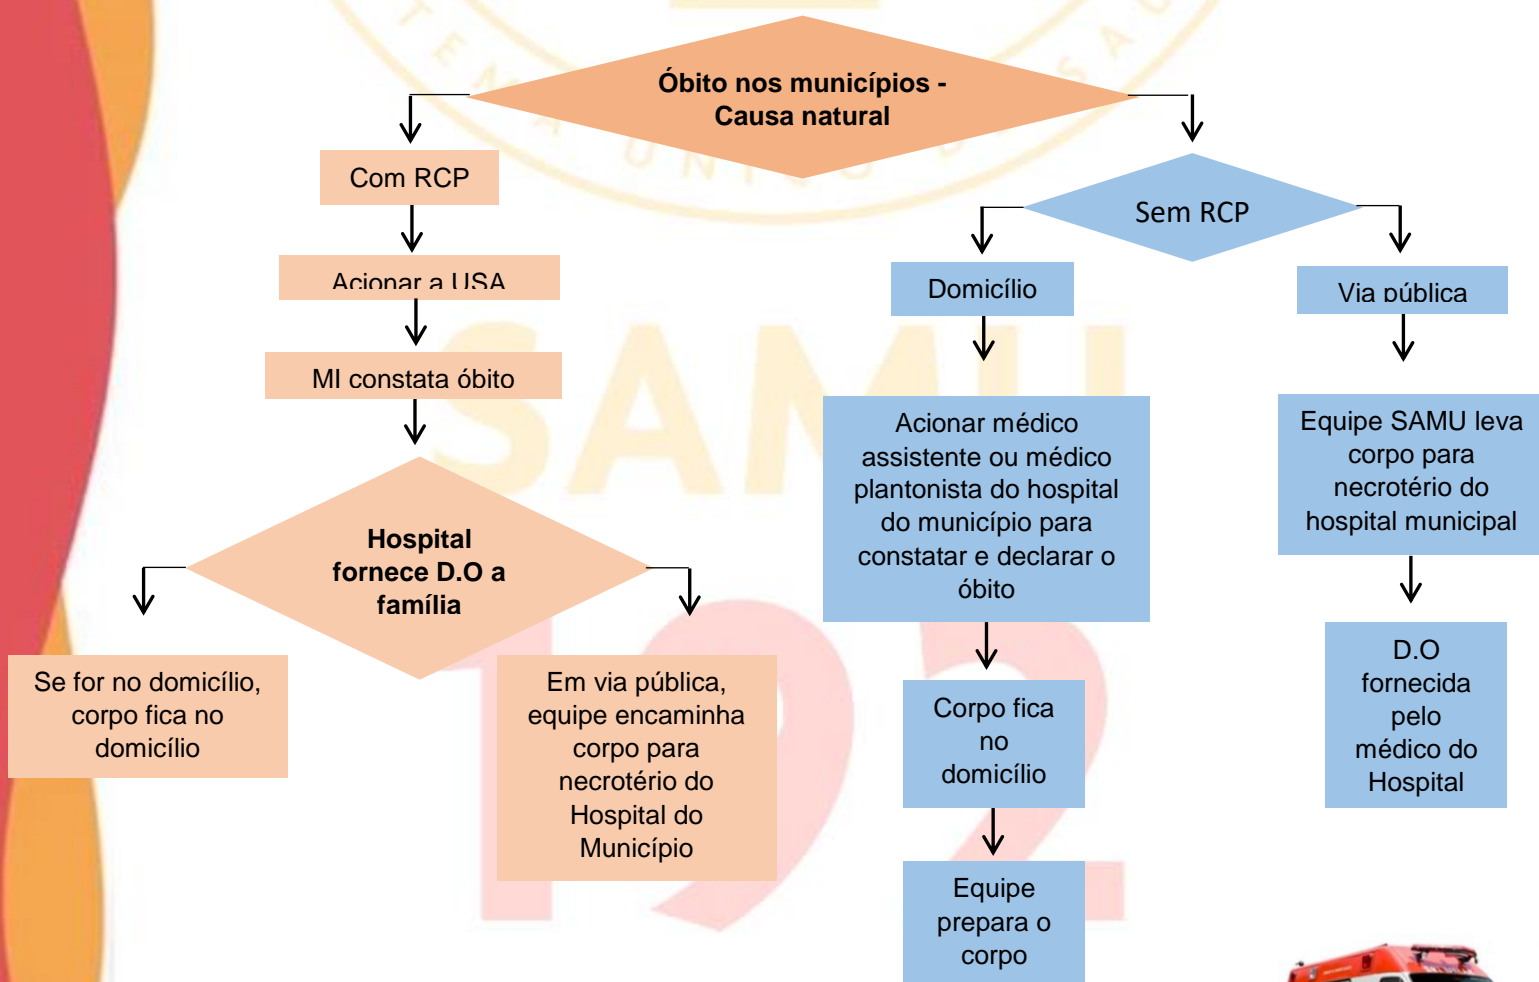 Óbito nos municípios -
Causa natural
Com RCP
Acionar a USA
MI constata óbito
Hospital
fornece D.O a
família
Se for no domicílio,
corpo fica no
domicílio
Em via pública,
equipe encaminha
corpo para
necrotério do
Hospital do
Município
Sem RCP
Domicílio
Acionar médico
assistente ou médico
plantonista do hospital
do município para
constatar e declarar o
óbito
Corpo fica
no
domicílio
Equipe
prepara o
corpo
Via pública
Equipe SAMU leva
corpo para
necrotério do
hospital municipal
D.O
fornecida
pelo
médico do
Hospital
SAMU
192